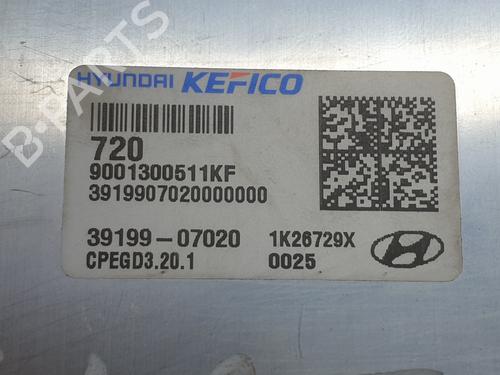 B-PARTS
HYUNDAI KEFICO
720
9001300511KF
3919907020000000
39199-07020 1K26729X
CPEGD3.20.1 0025